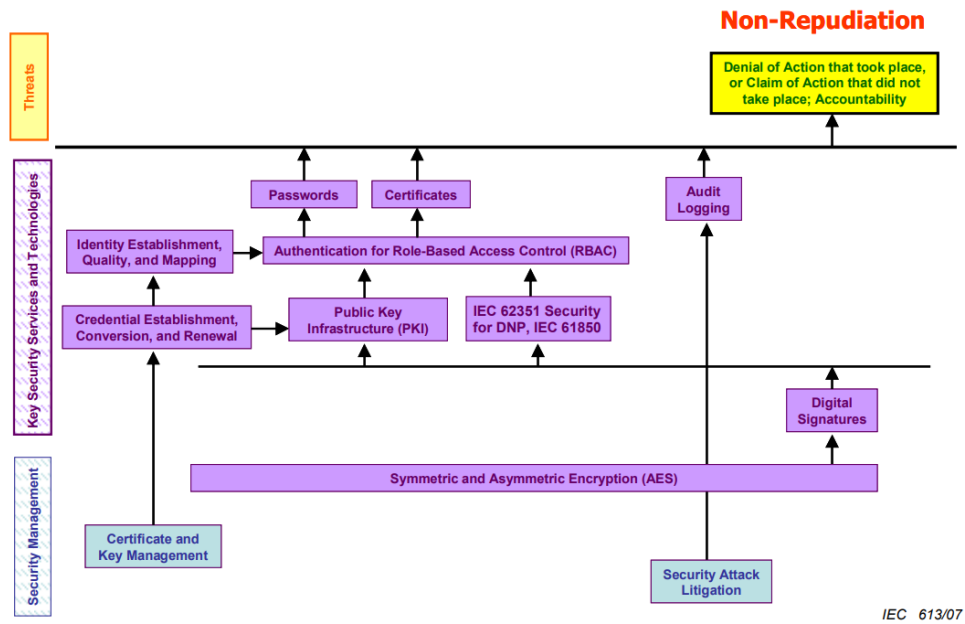 Non-Repudiation
Threats
Denial of Action that took place,
or Claim of Action that did not
take place; Accountability
Key Security Services and Technologies
Passwords
Certificates
Audit
Logging
Identity Establishment,
Quality, and Mapping
Authentication for Role-Based Access Control (RBAC)
Credential Establishment,
Conversion, and Renewal
Public Key
Infrastructure (PKI)
IEC 62351 Security
for DNP, IEC 61850
Digital
Signatures
Security Management
Symmetric and Asymmetric Encryption (AES)
Certificate and
Key Management
Security Attack
Litigation
IEC 613/07